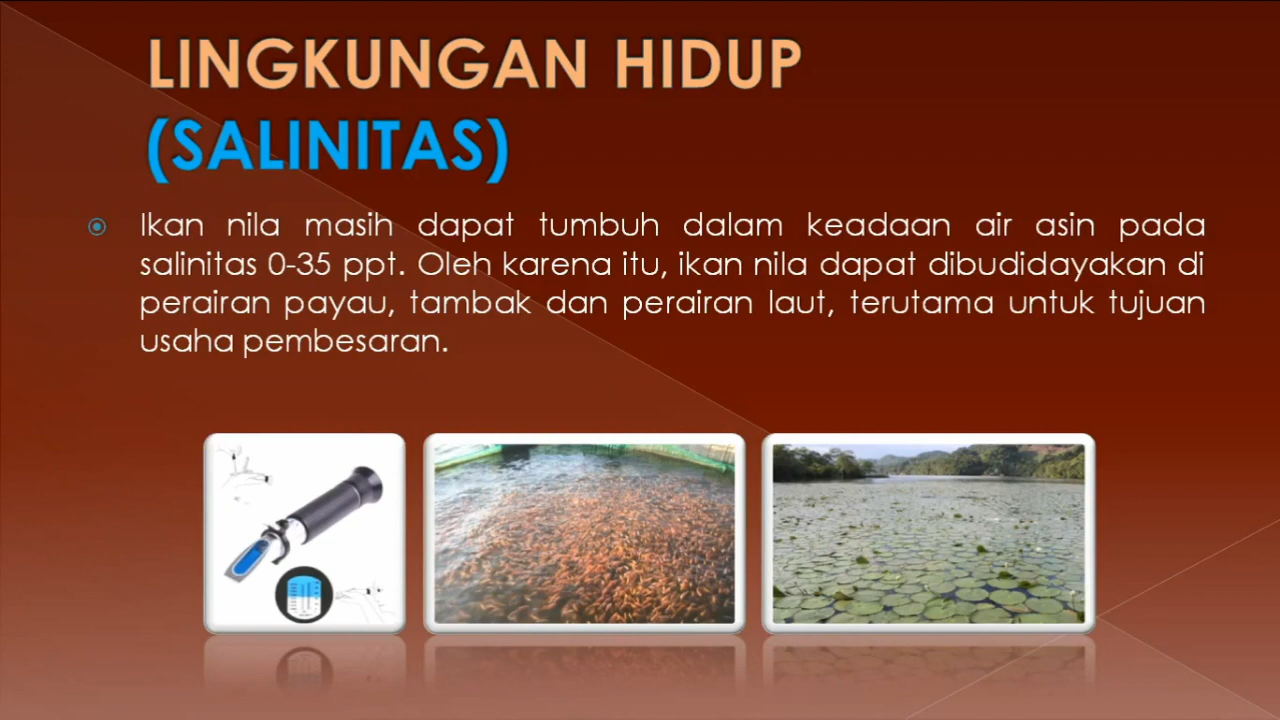 LINGKUNGAN HIDUP
(SALINITAS)
Ikan nila masih dapat tumbuh dalam keadaan air asin pada
salinitas 0-35 ppt. Oleh karena itu, ikan nila dapat dibudidayakan di
perairan payau, tambak dan perairan laut, terutama untuk tujuan
usaha pembesaran.